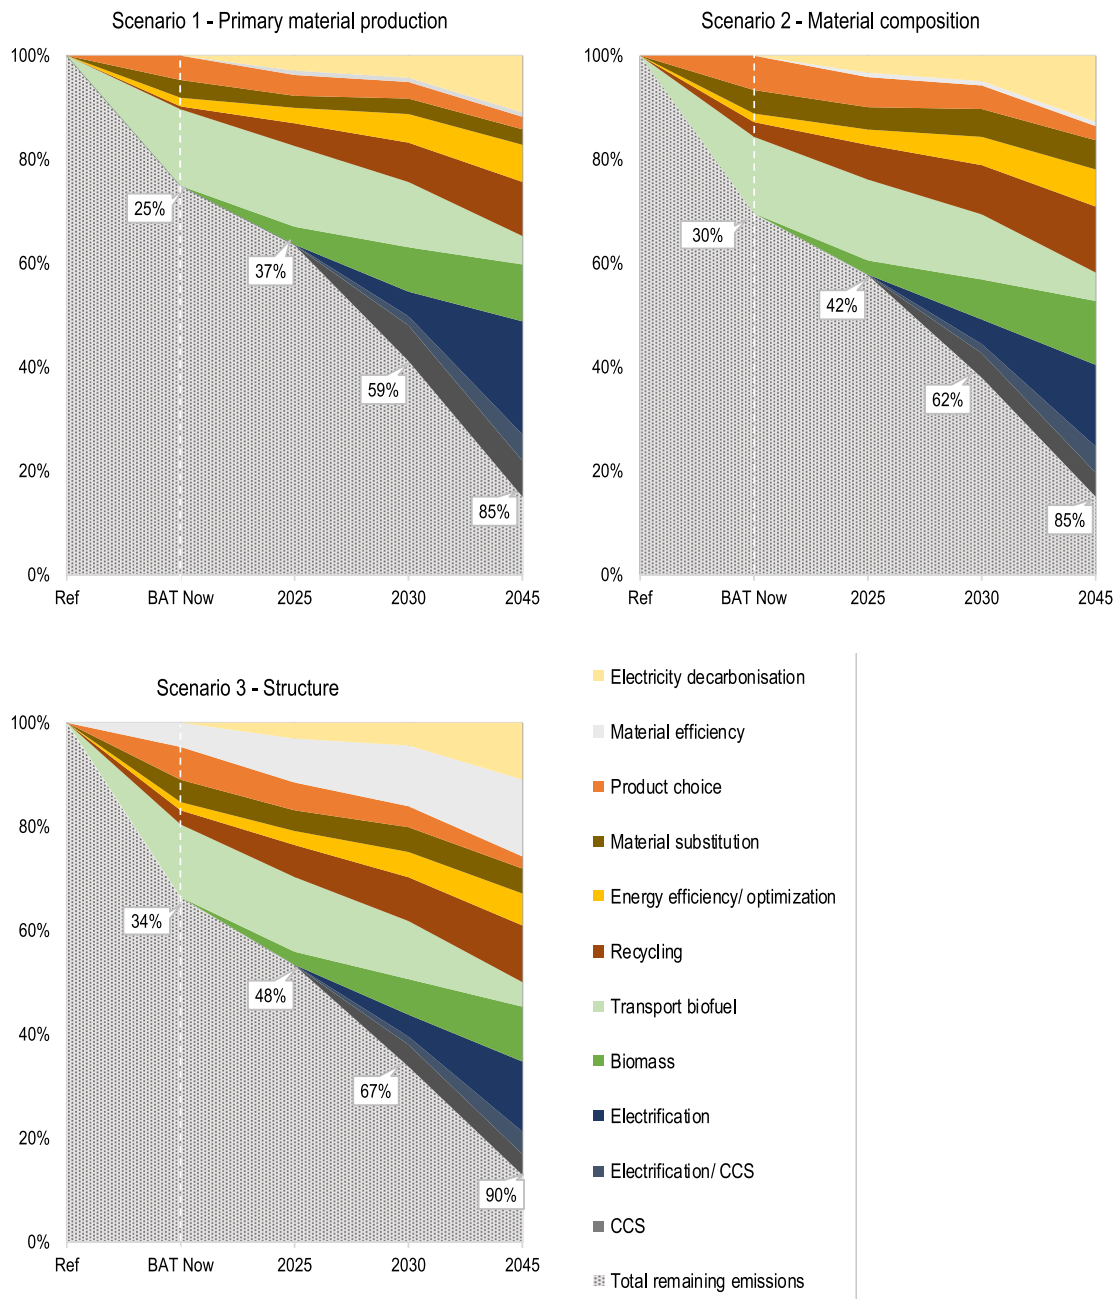 Scenario 1 - Primary material production
100%
80%
60%
40%
20%
0%
25%
37%
59%
85%
Ref
BAT Now
2025
2030
2045
Scenario 2 - Material composition
100%
80%
60%
40%
20%
0%
30%
42%
62%
85%
Ref
BAT Now
2025
2030
2045
Scenario 3 - Structure
100%
80%
60%
40%
20%
0%
34%
48%
67%
90%
Ref
BAT Now
2025
2030
2045
Electricity decarbonisation
Material efficiency
Product choice
Material substitution
Energy efficiency/ optimization
Recycling
Transport biofuel
Biomass
Electrification
Electrification/ CCS
CCS
Total remaining emissions